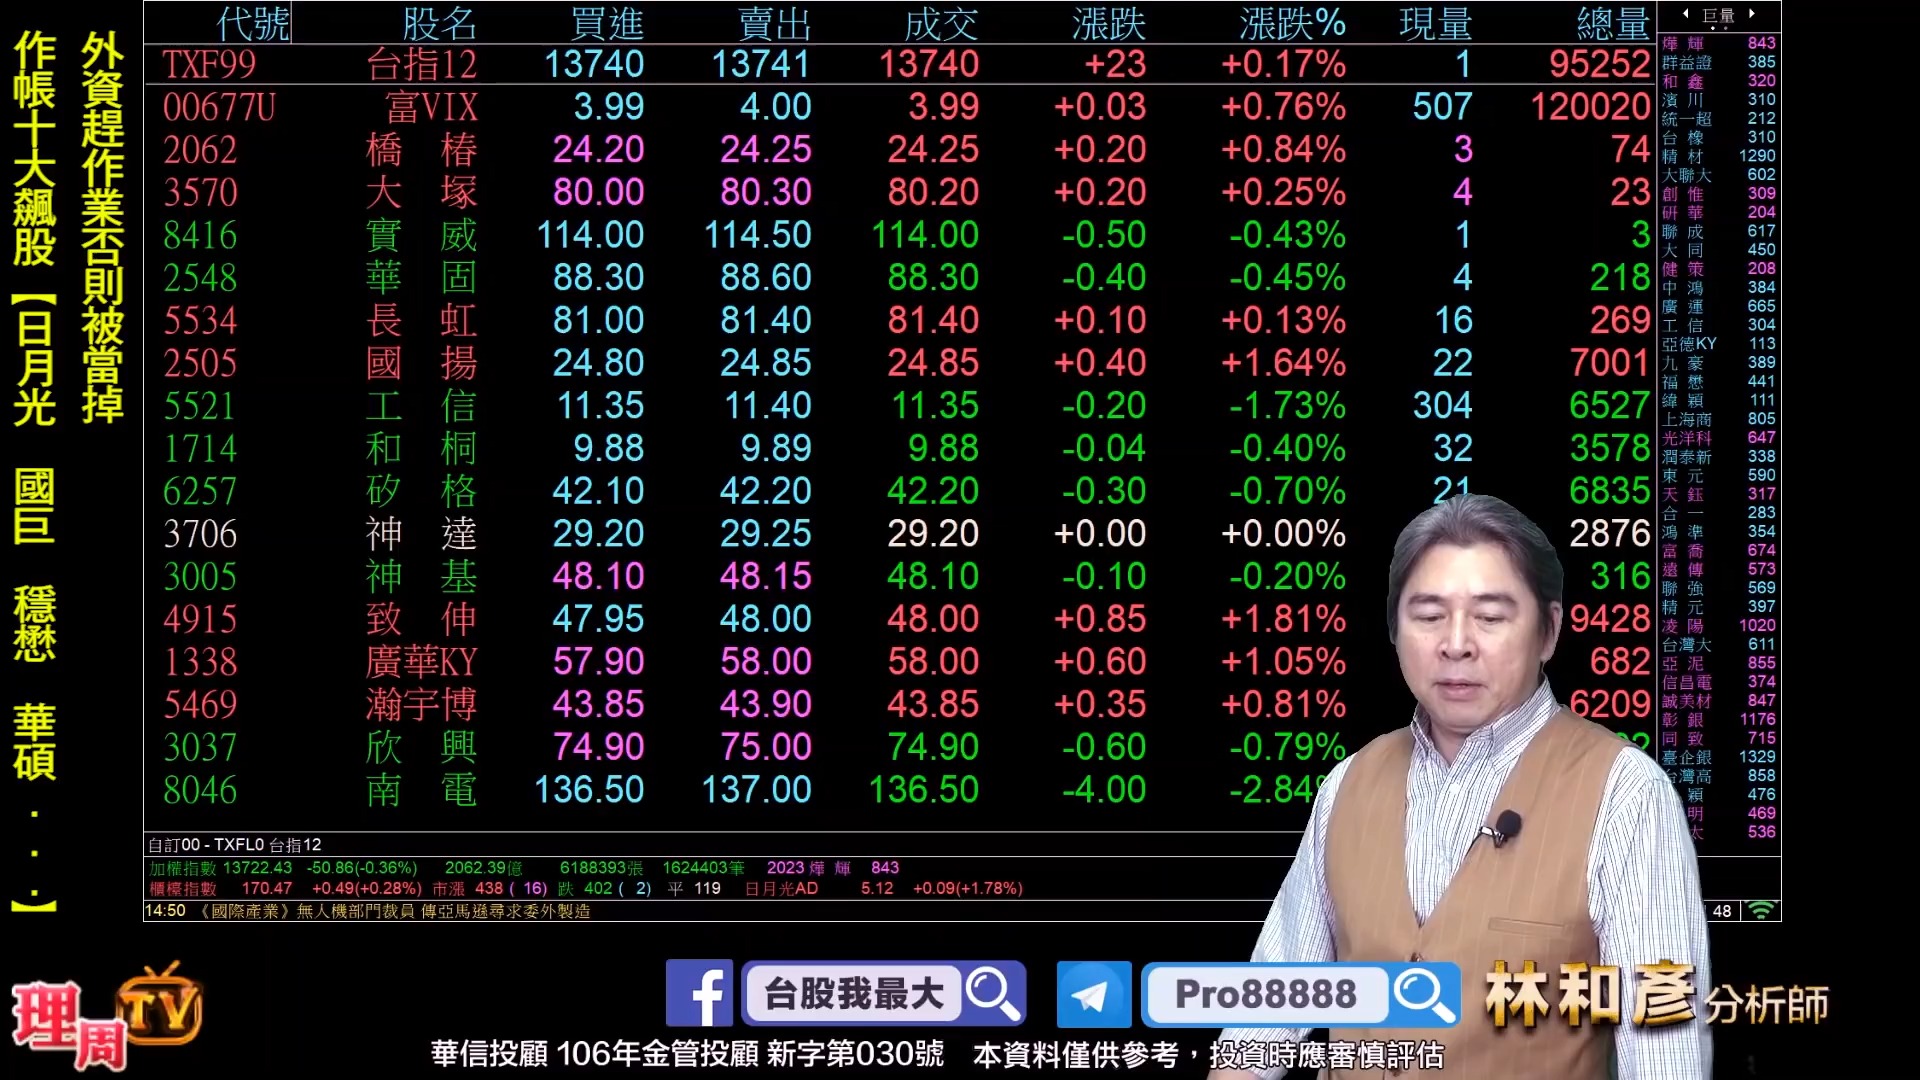 外資趕作業否則被當掉
作帳十大飆股【日月光 國巨 穩懋 華碩...】
代號 股名 買進 賣出 成交 漲跌 漲跌% 現量 總量
TXF99 台指12 13740 13741 13740 +23 +0.17% 1 95252
00677U 富VIX 3.99 4.00 3.99 +0.03 +0.76% 507 120020
2062 橋椿 24.20 24.25 24.25 +0.20 +0.84% 3 74
3570 大塚 80.00 80.30 80.20 +0.20 +0.25% 4 23
8416 實威 114.00 114.50 114.00 -0.50 -0.43% 1 3
2548 華固 88.30 88.60 88.30 -0.40 -0.45% 4 218
5534 長虹 81.00 81.40 81.40 +0.10 +0.13% 16 269
2505 國揚 24.80 24.85 24.85 +0.40 +1.64% 22 7001
5521 工信 11.35 11.40 11.35 -0.20 -1.73% 304 6527
1714 和桐 9.88 9.89 9.88 -0.04 -0.40% 32 3578
6257 矽格 42.10 42.20 42.20 -0.30 -0.70% 21 6835
3706 神達 29.20 29.25 29.20 +0.00 +0.00% 2876
3005 神基 48.10 48.15 48.10 -0.10 -0.20% 316
4915 致伸 47.95 48.00 48.00 +0.85 +1.81% 9428
1338 廣華KY 57.90 58.00 58.00 +0.60 +1.05% 682
5469 瀚宇博 43.85 43.90 43.85 +0.35 +0.81% 6209
3037 欣興 74.90 75.00 74.90 -0.60 -0.79%
8046 南電 136.50 137.00 136.50 -4.00 -2.84%
巨量
燁輝 843
群益證 385
和鑫 320
濱川 310
統一超 212
台橡 310
精材 1290
大聯大 602
創惟 309
研華 204
聯成 617
大同 450
健策 208
中鴻 384
廣運 665
工信 304
亞德KY 113
九豪 389
福懋 441
緯穎 111
上海商 805
光洋科 647
潤泰新 338
東元 590
天鈺 317
合一 283
鴻準 354
富喬 674
遠傳 573
聯強 569
精元 397
凌陽 1020
台灣大 611
亞泥 855
信昌電 374
誠美材 847
彰銀 1176
同致 715
臺企銀 1329
台灣高 858
穎 476
明 469
太 536
自訂00 - TXFL0 台指12
加權指數 13722.43 -50.86(-0.36%) 2062.39億 6188393張 1624403筆 2023 燁輝 843
櫃檯指數 170.47 +0.49(+0.28%) 市漲 438 ( 16) 跌 402 ( 2) 平 119 日月光AD 5.12 +0.09(+1.78%)
14:50 《國際產業》無人機部門裁員 傳亞馬遜尋求委外製造
48
理周TV
f 台股我最大 Pro88888
林和彥 分析師
華信投顧 106年金管投顧 新字第030號 本資料僅供參考，投資時應審慎評估